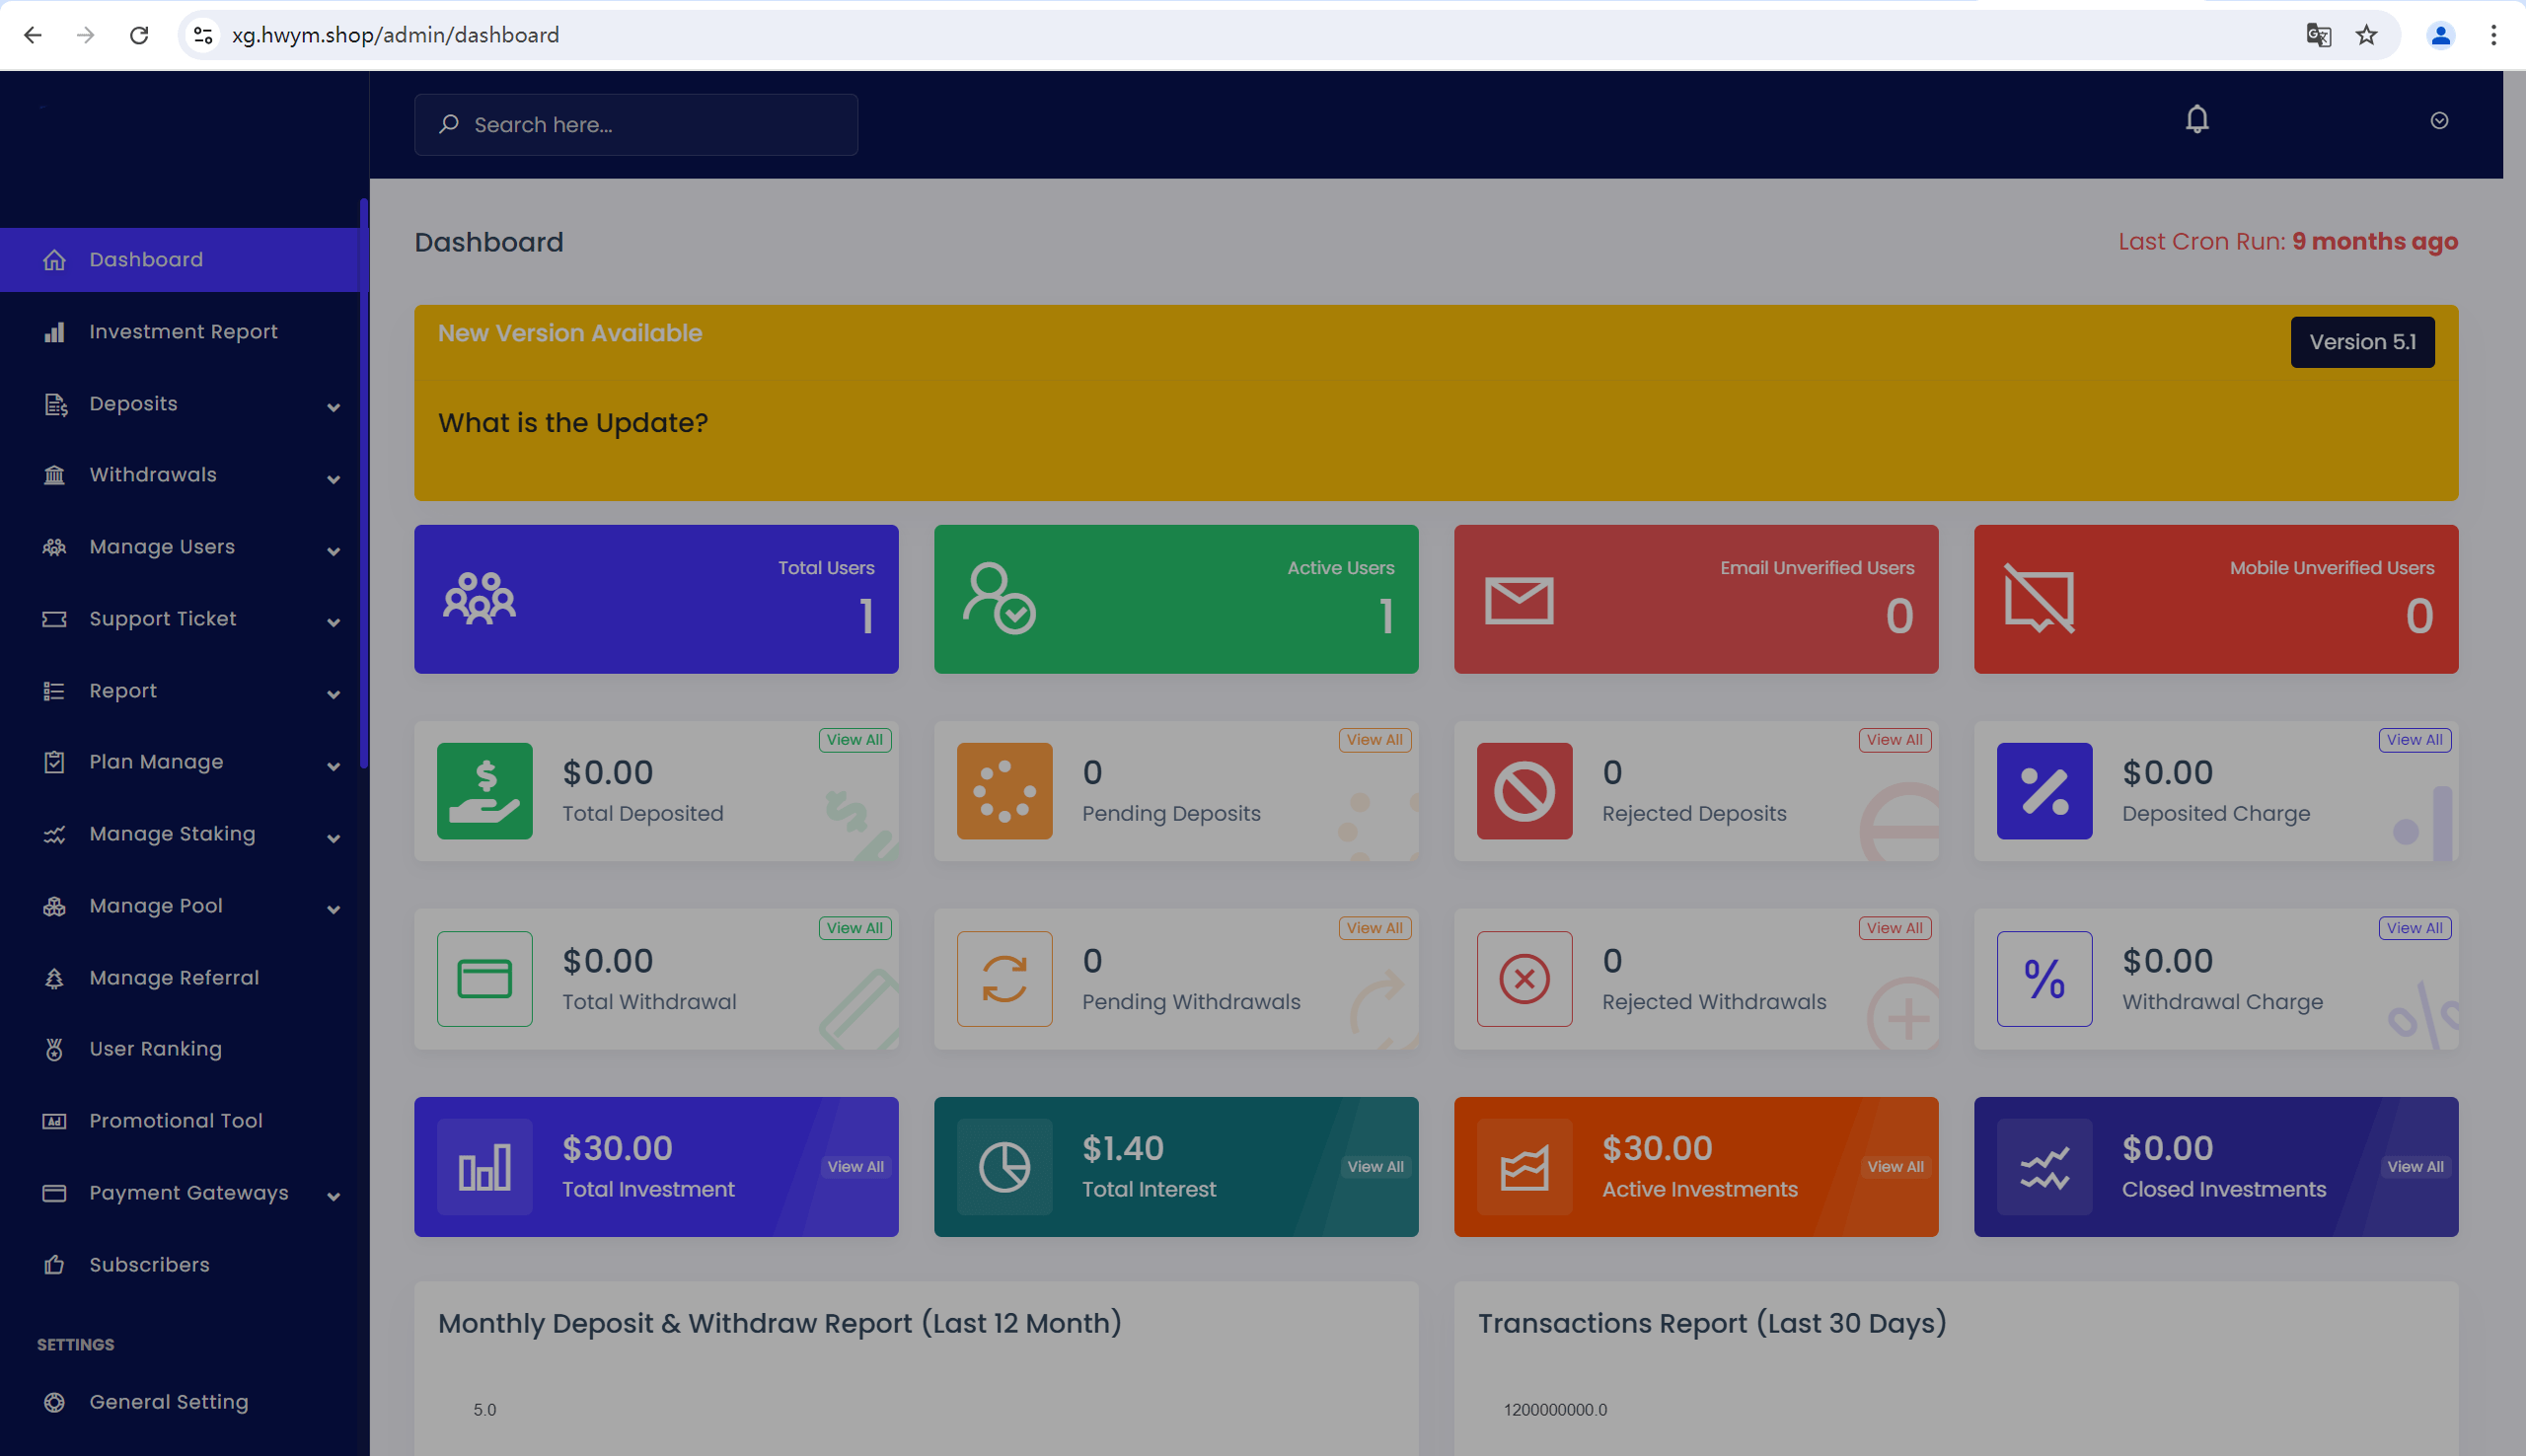 xg.hwym.shop/admin/dashboard
Search here...
Dashboard
Investment Report
Deposits
Withdrawals
Manage Users
Support Ticket
Report
Plan Manage
Manage Staking
Manage Pool
Manage Referral
User Ranking
Ad
Promotional Tool
Payment Gateways
Subscribers
SETTINGS
General Setting
Dashboard
Last Cron Run: 9 months ago
New Version Available
Version 5.1
What is the Update?
Total Users
1
Active Users
1
Email Unverified Users
0
Mobile Unverified Users
0
View All
$0.00
Total Deposited
View All
0
Pending Deposits
View All
0
Rejected Deposits
View All
$0.00
Deposited Charge
View All
$0.00
Total Withdrawal
View All
0
Pending Withdrawals
View All
0
Rejected Withdrawals
View All
$0.00
Withdrawal Charge
$30.00
Total Investment
View All
$1.40
Total Interest
View All
$30.00
Active Investments
View All
$0.00
Closed Investments
View All
Monthly Deposit & Withdraw Report (Last 12 Month)
5.0
Transactions Report (Last 30 Days)
1200000000.0